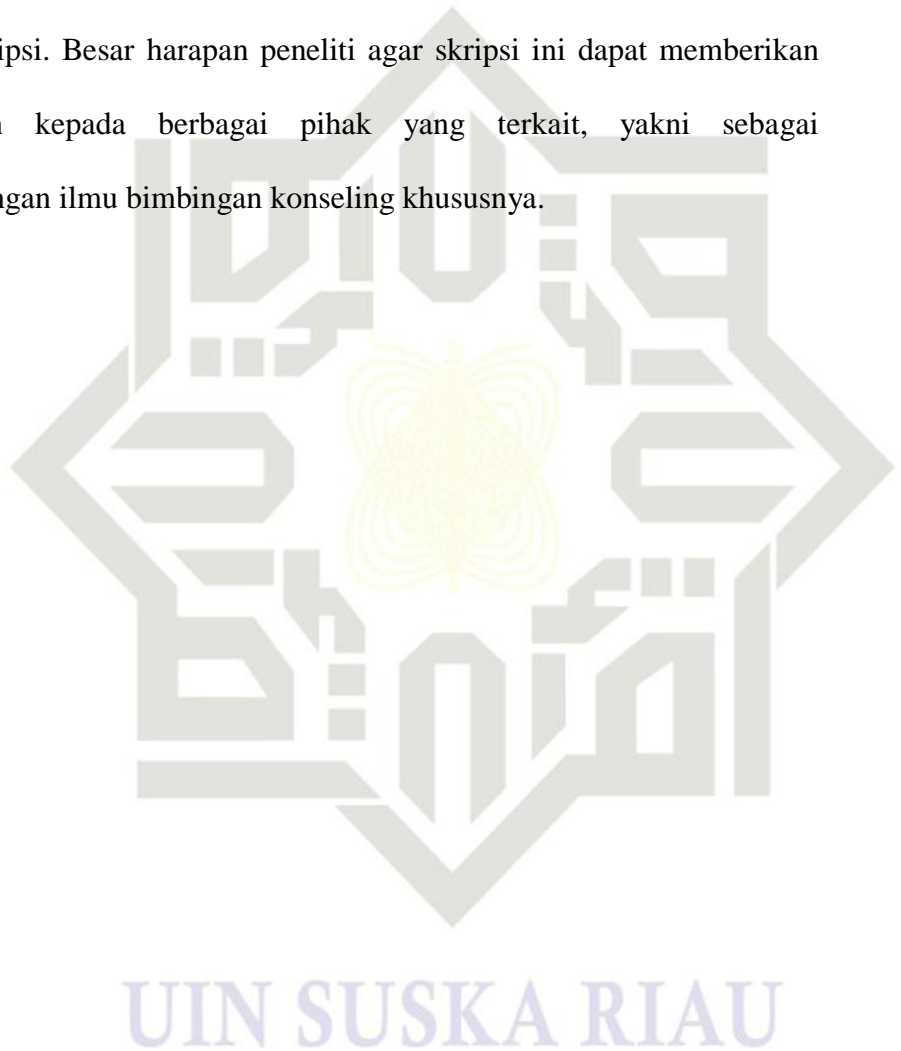 ipsi. Besar harapan peneliti agar skripsi ini dapat memberikan
kepada berbagai pihak yang terkait, yakni sebagai
ngan ilmu bimbingan konseling khususnya.
UIN SUSKA RIAU